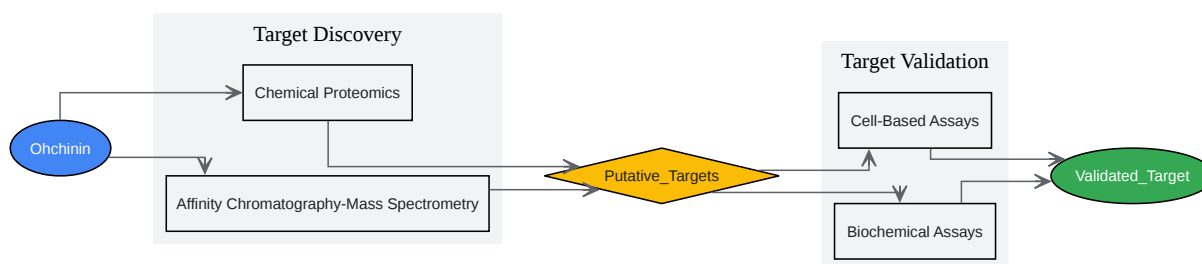 Target Discovery
Chemical Proteomics
Ohchinin
Affinity Chromatography-Mass Spectrometry
Putative_Targets
Target Validation
Cell-Based Assays
Biochemical Assays
Validated_Target